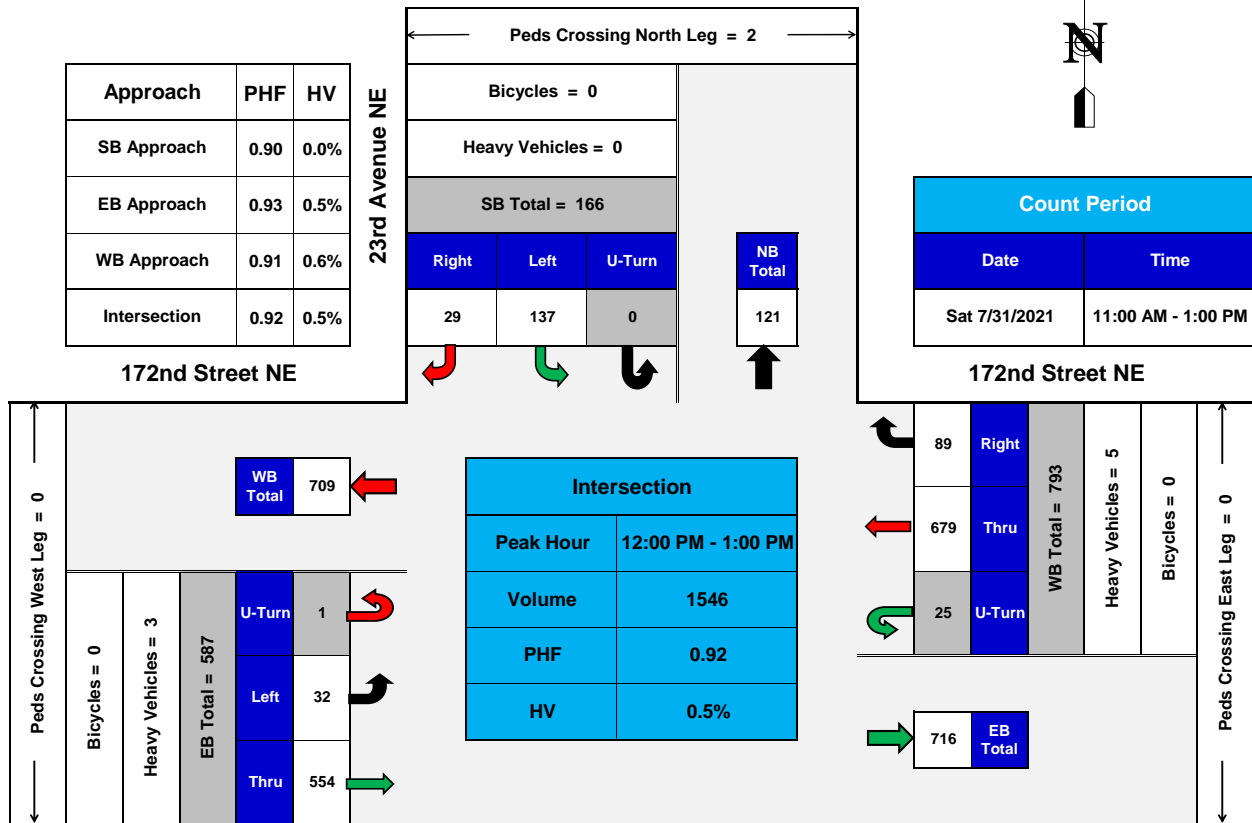 Peds Crossing North Leg = 2
N
Approach PHF HV
SB Approach 0.90 0.0%
EB Approach 0.93 0.5%
WB Approach 0.91 0.6%
Intersection 0.92 0.5%
23rd Avenue NE
Bicycles = 0
Heavy Vehicles = 0
SB Total = 166
Right Left U-Turn
29 137 0
NB
Total
121
Count Period
Date Time
Sat 7/31/2021 11:00 AM - 1:00 PM
172nd Street NE
172nd Street NE
Peds Crossing West Leg = 0
Bicycles = 0
Heavy Vehicles = 3
EB Total = 587
WB
Total
709
U-Turn 1
Left 32
Thru 554
Intersection
Peak Hour 12:00 PM - 1:00 PM
Volume 1546
PHF 0.92
HV 0.5%
89 Right
679 Thru
25 U-Turn
WB Total = 793
Heavy Vehicles = 5
Bicycles = 0
Peds Crossing East Leg = 0
716
EB
Total